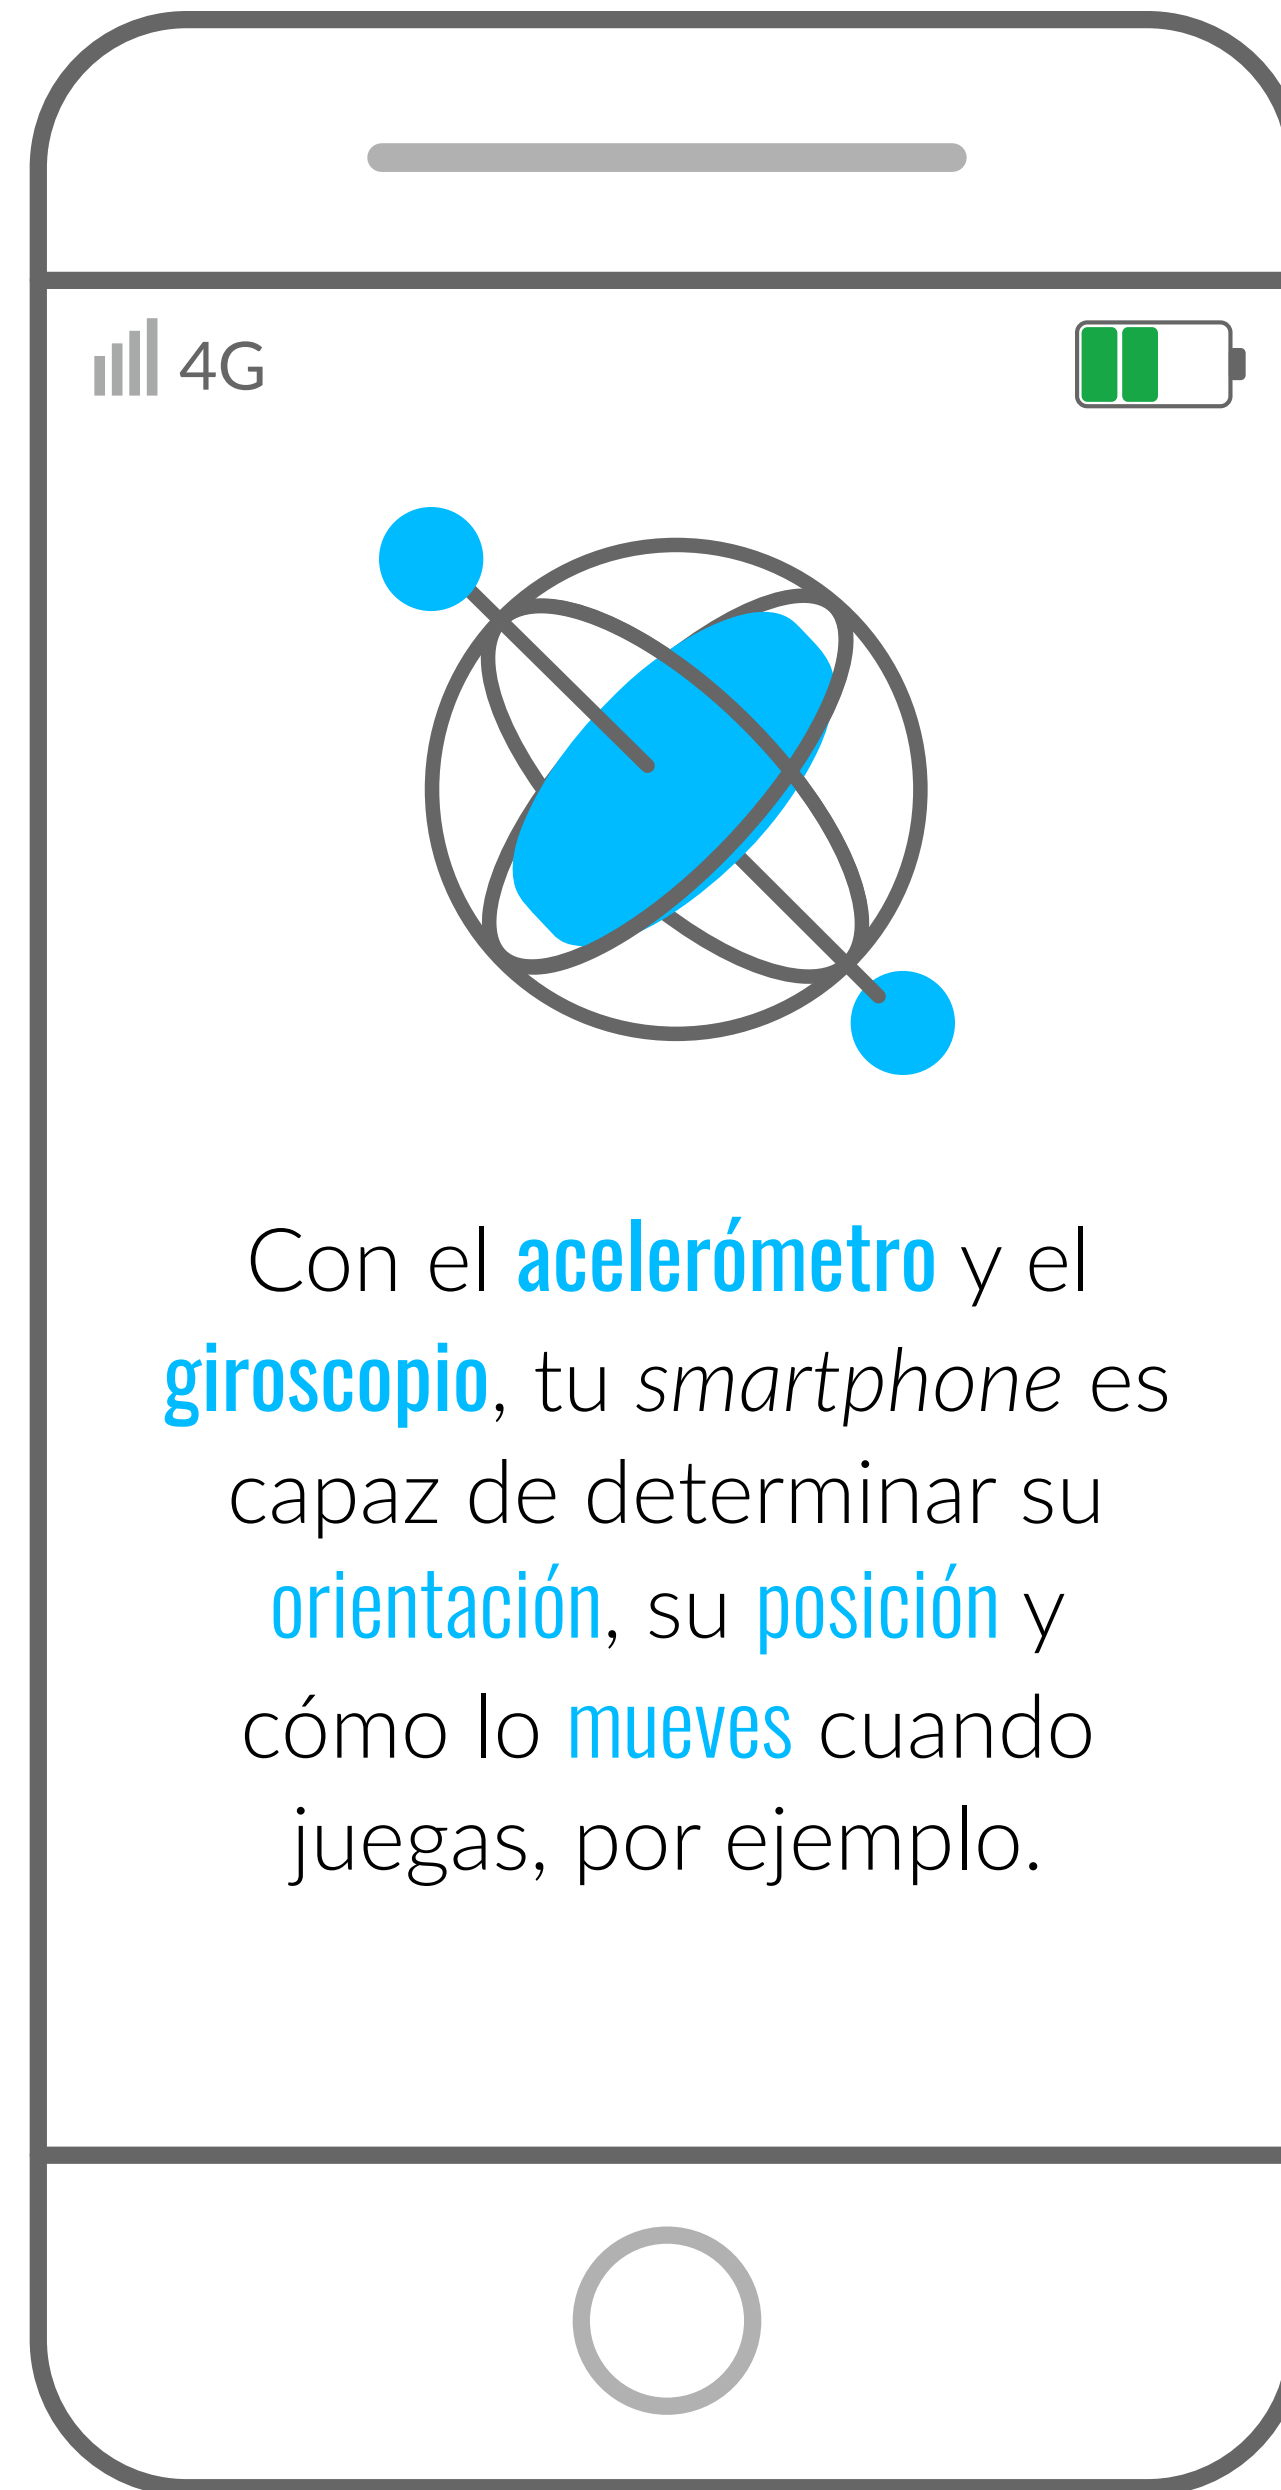 4G
Con el acelerómetro y el
giroscopio, tu smartphone es
capaz de determinar su
orientación, su posición y
cómo lo mueves cuando
juegas, por ejemplo.